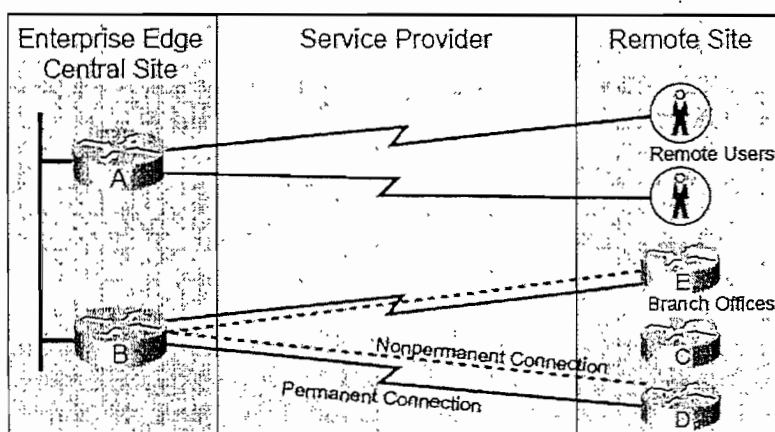 Enterprise Edge
Central Site
Service Provider
Remote Site
A
Remote Users
E
Branch Offices
B
Nonpermanent Connection
C
Permanent Connection
D